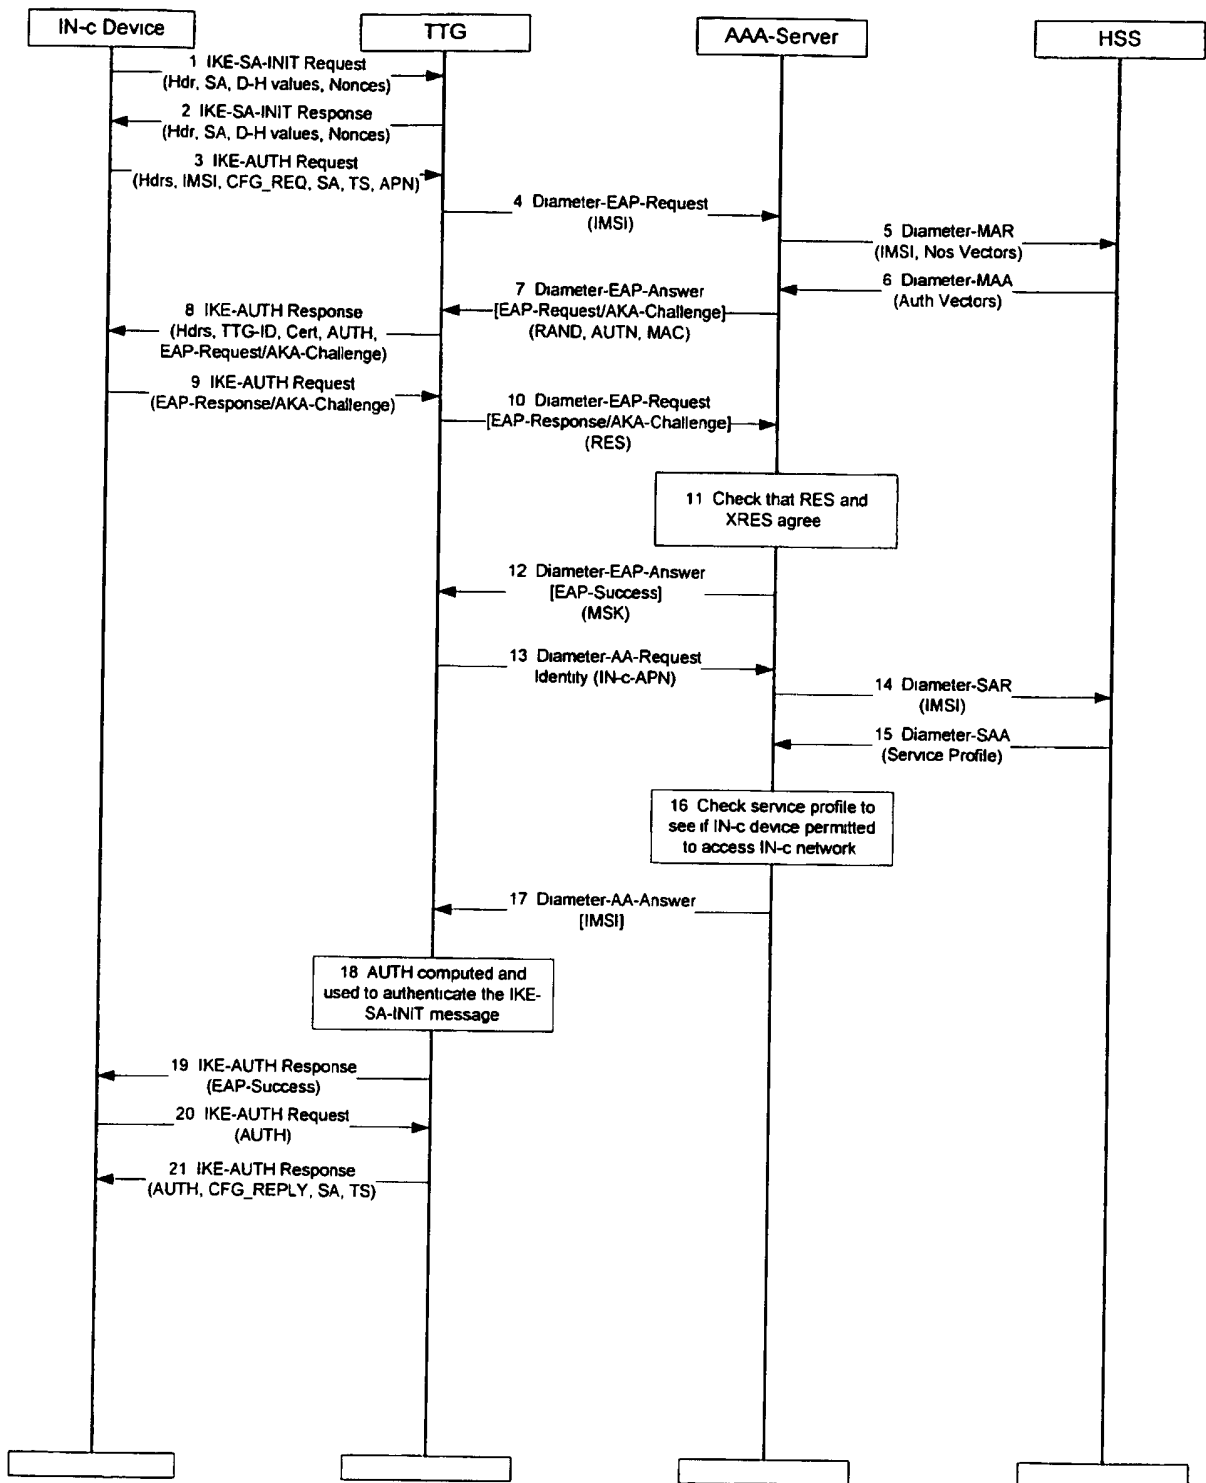 IN-c Device
TTG
AAA-Server
HSS
1 IKE-SA-INIT Request
(Hdr, SA, D-H values, Nonces)
2 IKE-SA-INIT Response
(Hdr, SA, D-H values, Nonces)
3 IKE-AUTH Request
(Hdrs, IMSI, CFG_REQ, SA, TS, APN)
4 Diameter-EAP-Request
(IMSI)
5 Diameter-MAR
(IMSI, Nos Vectors)
6 Diameter-MAA
(Auth Vectors)
7 Diameter-EAP-Answer
[EAP-Request/AKA-Challenge]
(RAND, AUTN, MAC)
8 IKE-AUTH Response
(Hdrs, TTG-ID, Cert, AUTH,
EAP-Request/AKA-Challenge)
9 IKE-AUTH Request
(EAP-Response/AKA-Challenge)
10 Diameter-EAP-Request
[EAP-Response/AKA-Challenge]
(RES)
11 Check that RES and
XRES agree
12 Diameter-EAP-Answer
[EAP-Success]
(MSK)
13 Diameter-AA-Request
Identity (IN-c-APN)
14 Diameter-SAR
(IMSI)
15 Diameter-SAA
(Service Profile)
16 Check service profile to
see if IN-c device permitted
to access IN-c network
17 Diameter-AA-Answer
[IMSI]
18 AUTH computed and
used to authenticate the IKE-
SA-INIT message
19 IKE-AUTH Response
(EAP-Success)
20 IKE-AUTH Request
(AUTH)
21 IKE-AUTH Response
(AUTH, CFG_REPLY, SA, TS)